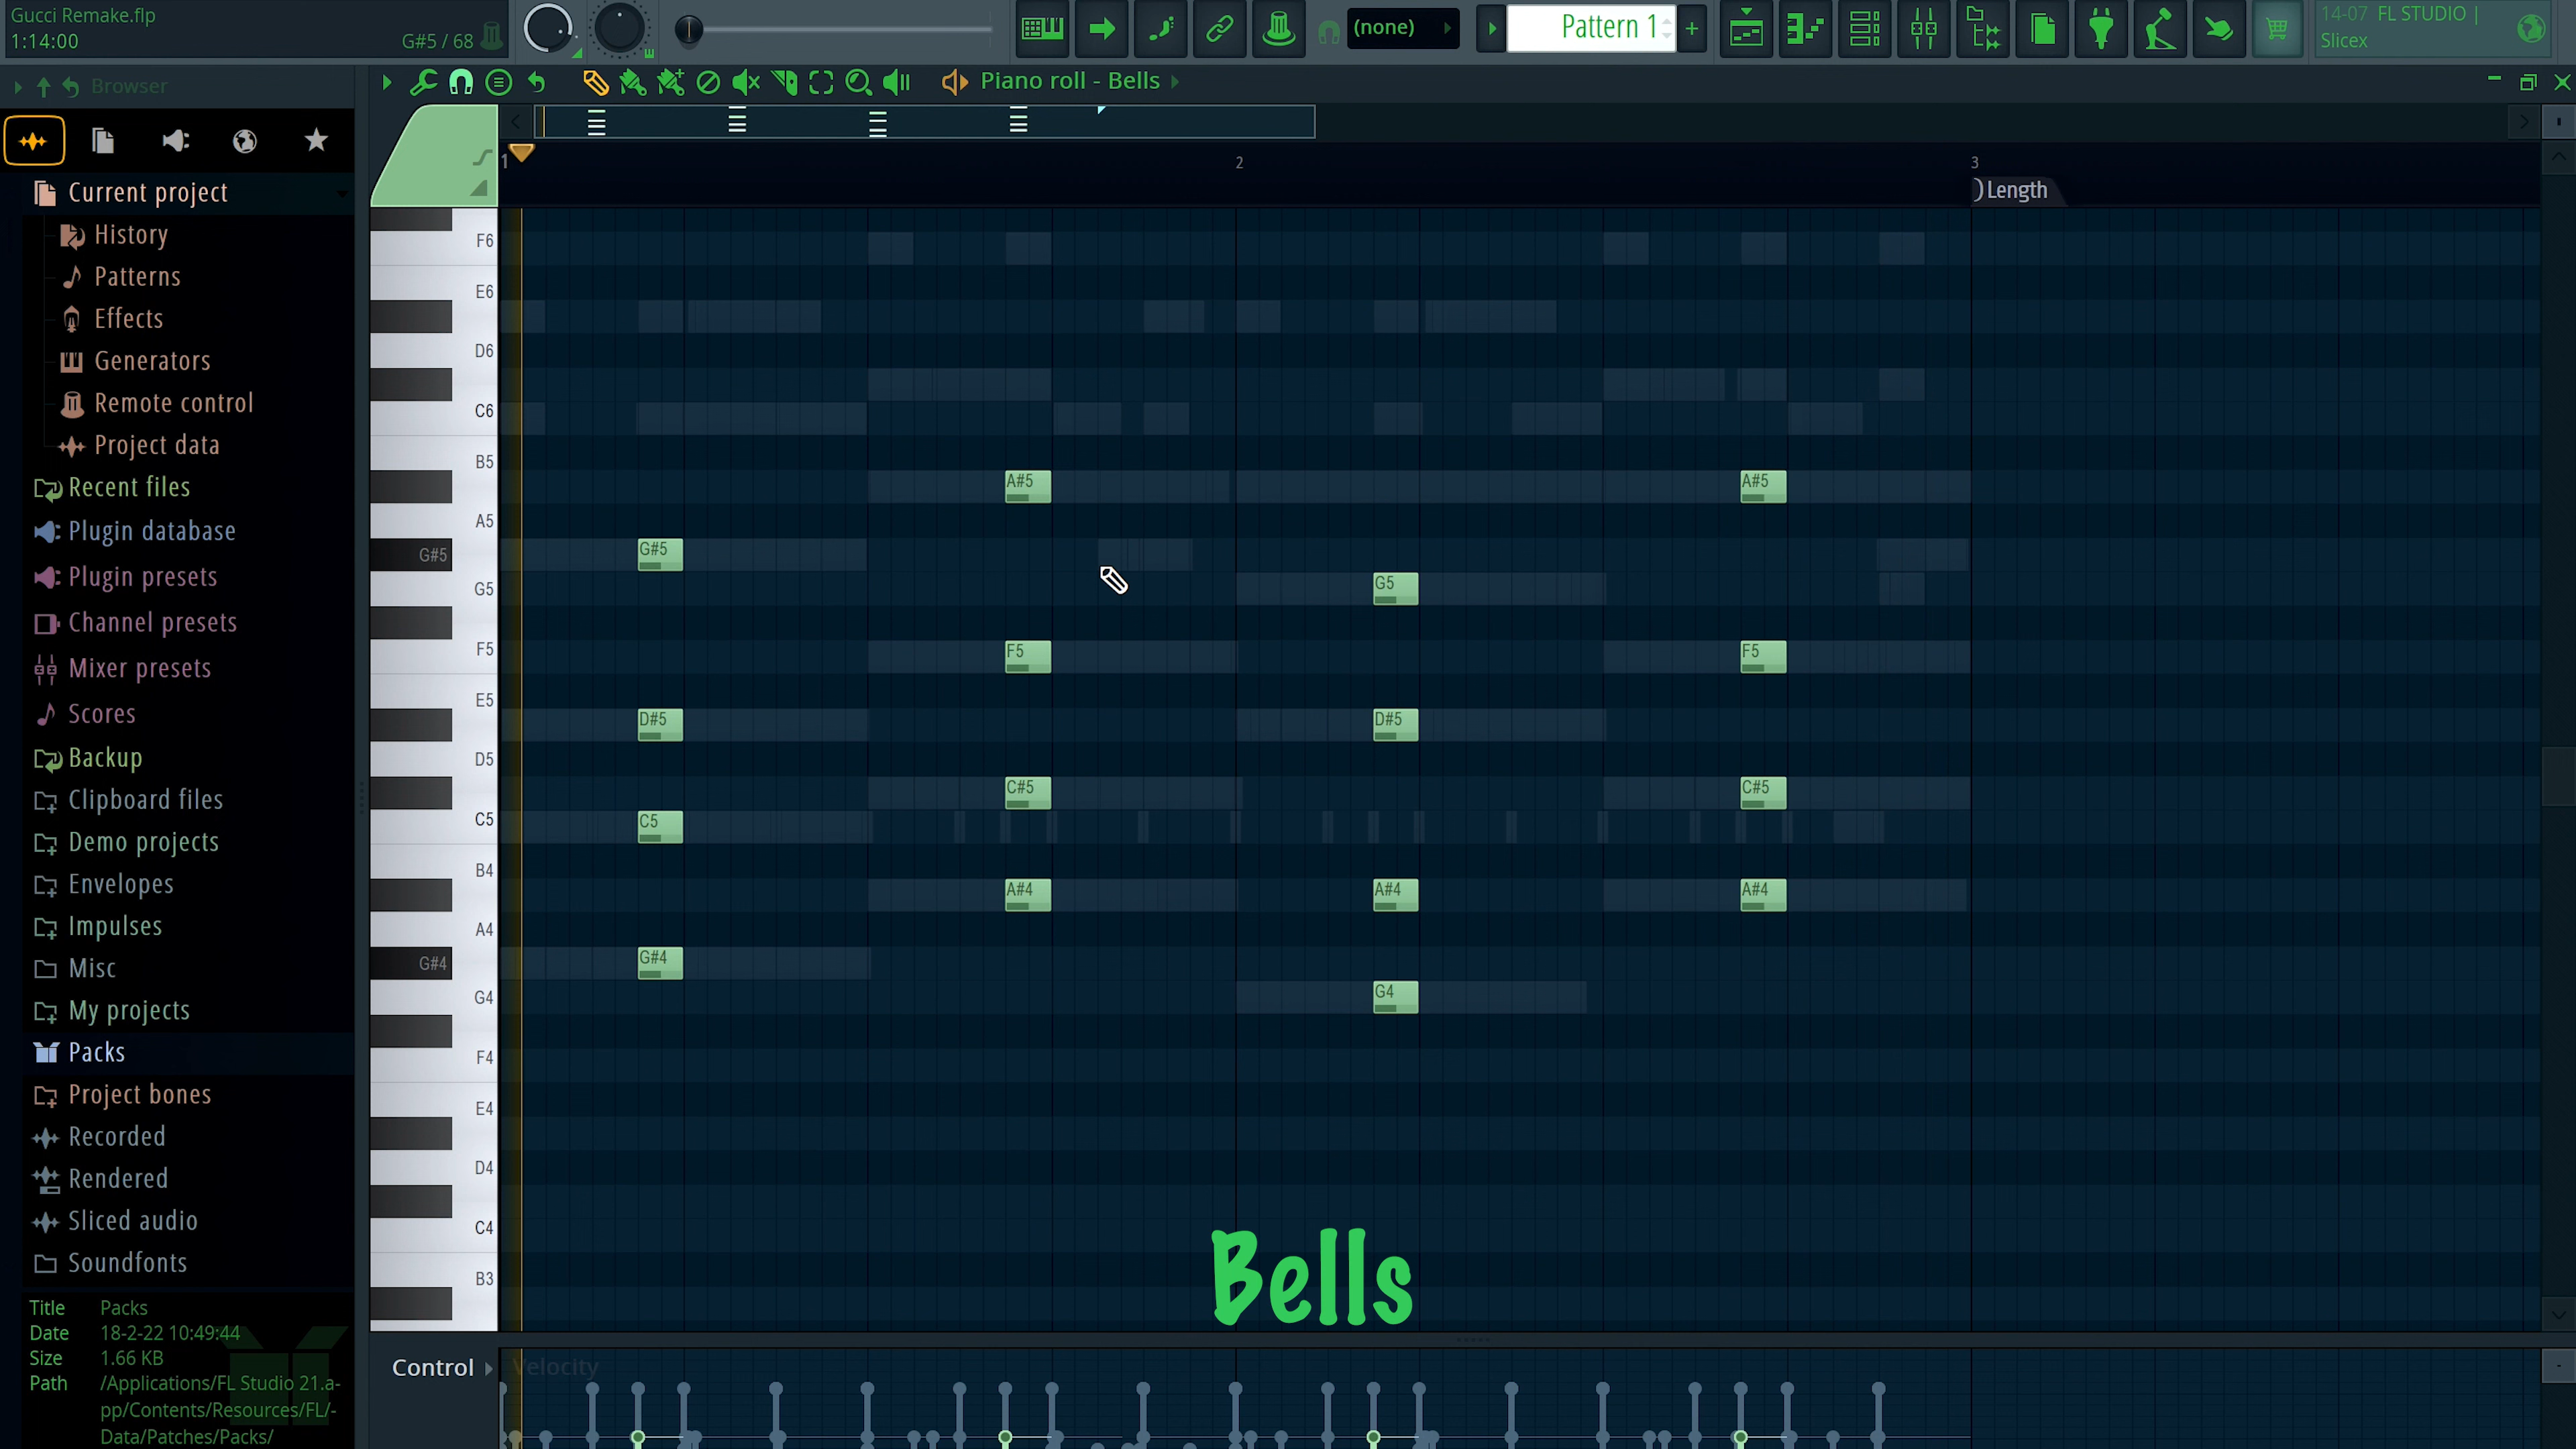 Gucci Remake.flp
1:14:00
G#5 / 68
(none)
Pattern 1
+
14-07 FL STUDIO |
Slicex
Browser
Piano roll - Bells
Current project
History
Patterns
Effects
Generators
Remote control
Project data
Recent files
Plugin database
Plugin presets
Channel presets
Mixer presets
Scores
Backup
Clipboard files
Demo projects
Envelopes
Impulses
Misc
My projects
Packs
Project bones
Recorded
Rendered
Sliced audio
Soundfonts
Title Packs
Date 18-2-22 10:49:44
Size 1.66 KB
Path /Applications/FL Studio 21.a-
pp/Contents/Resources/FL/-
Data/Patches/Packs/
1 2 3
Length
F6
E6
D6
C6
B5
A#5 A#5
A5
G#5 G#5
G5 G5
F5 F5 F5
E5
D#5 D#5
D5
C#5 C#5
C5 C5
B4
A#4 A#4 A#4
A4
G#4 G#4
G4 G4
F4
E4
D4
C4
B3
Bells
Control Velocity